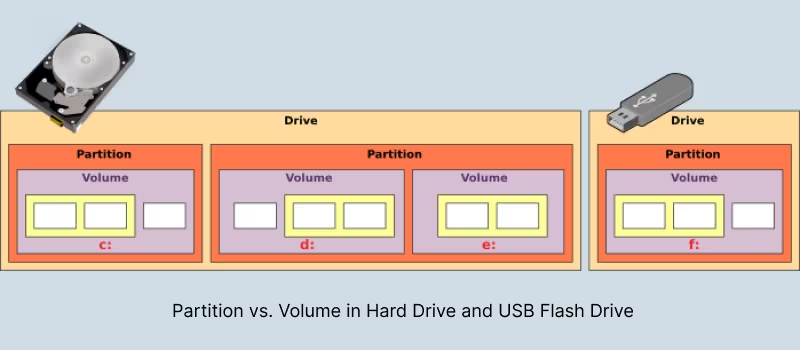 Drive
Drive
Partition
Partition
Partition
Volume
Volume
Volume
Volume
c:
d:
e:
f:
Partition vs. Volume in Hard Drive and USB Flash Drive